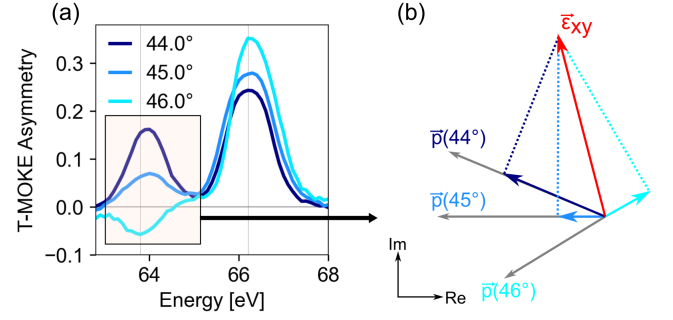 (a)
T-MOKE Asymmetry
0.3
0.2
0.1
0.0
−0.1
44.0°
45.0°
46.0°
64
66
68
Energy [eV]
(b)
ε⃗xy
p⃗(44°)
p⃗(45°)
p⃗(46°)
Im
Re